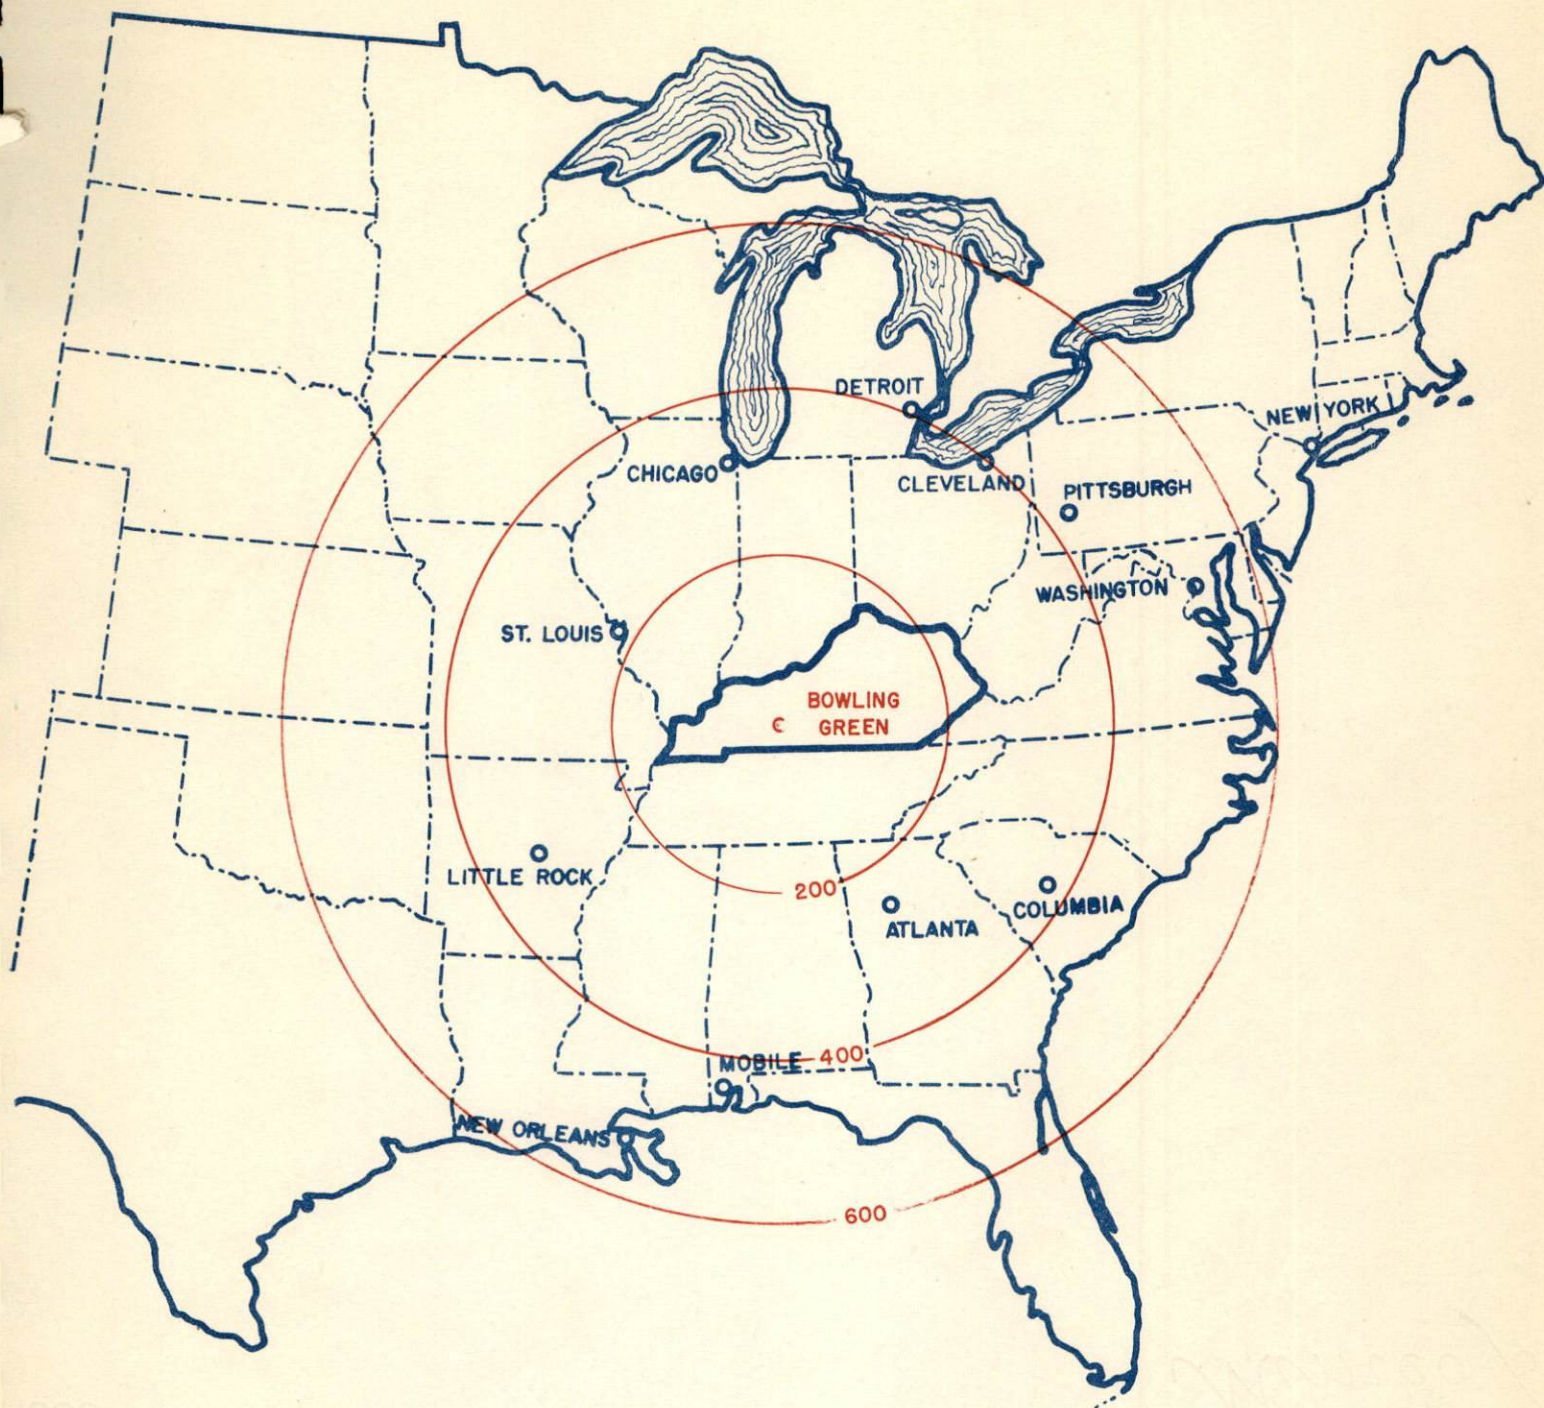 DETROIT
NEW YORK
CHICAGO
CLEVELAND
PITTSBURGH
WASHINGTON
ST. LOUIS
BOWLING
GREEN
LITTLE ROCK
200
ATLANTA
COLUMBIA
MOBILE
400
NEW ORLEANS
600